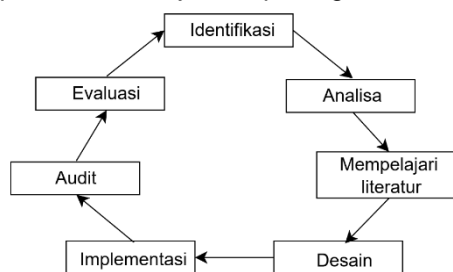 Identifikasi
Analisa
Mempelajari
literatur
Desain
Implementasi
Audit
Evaluasi